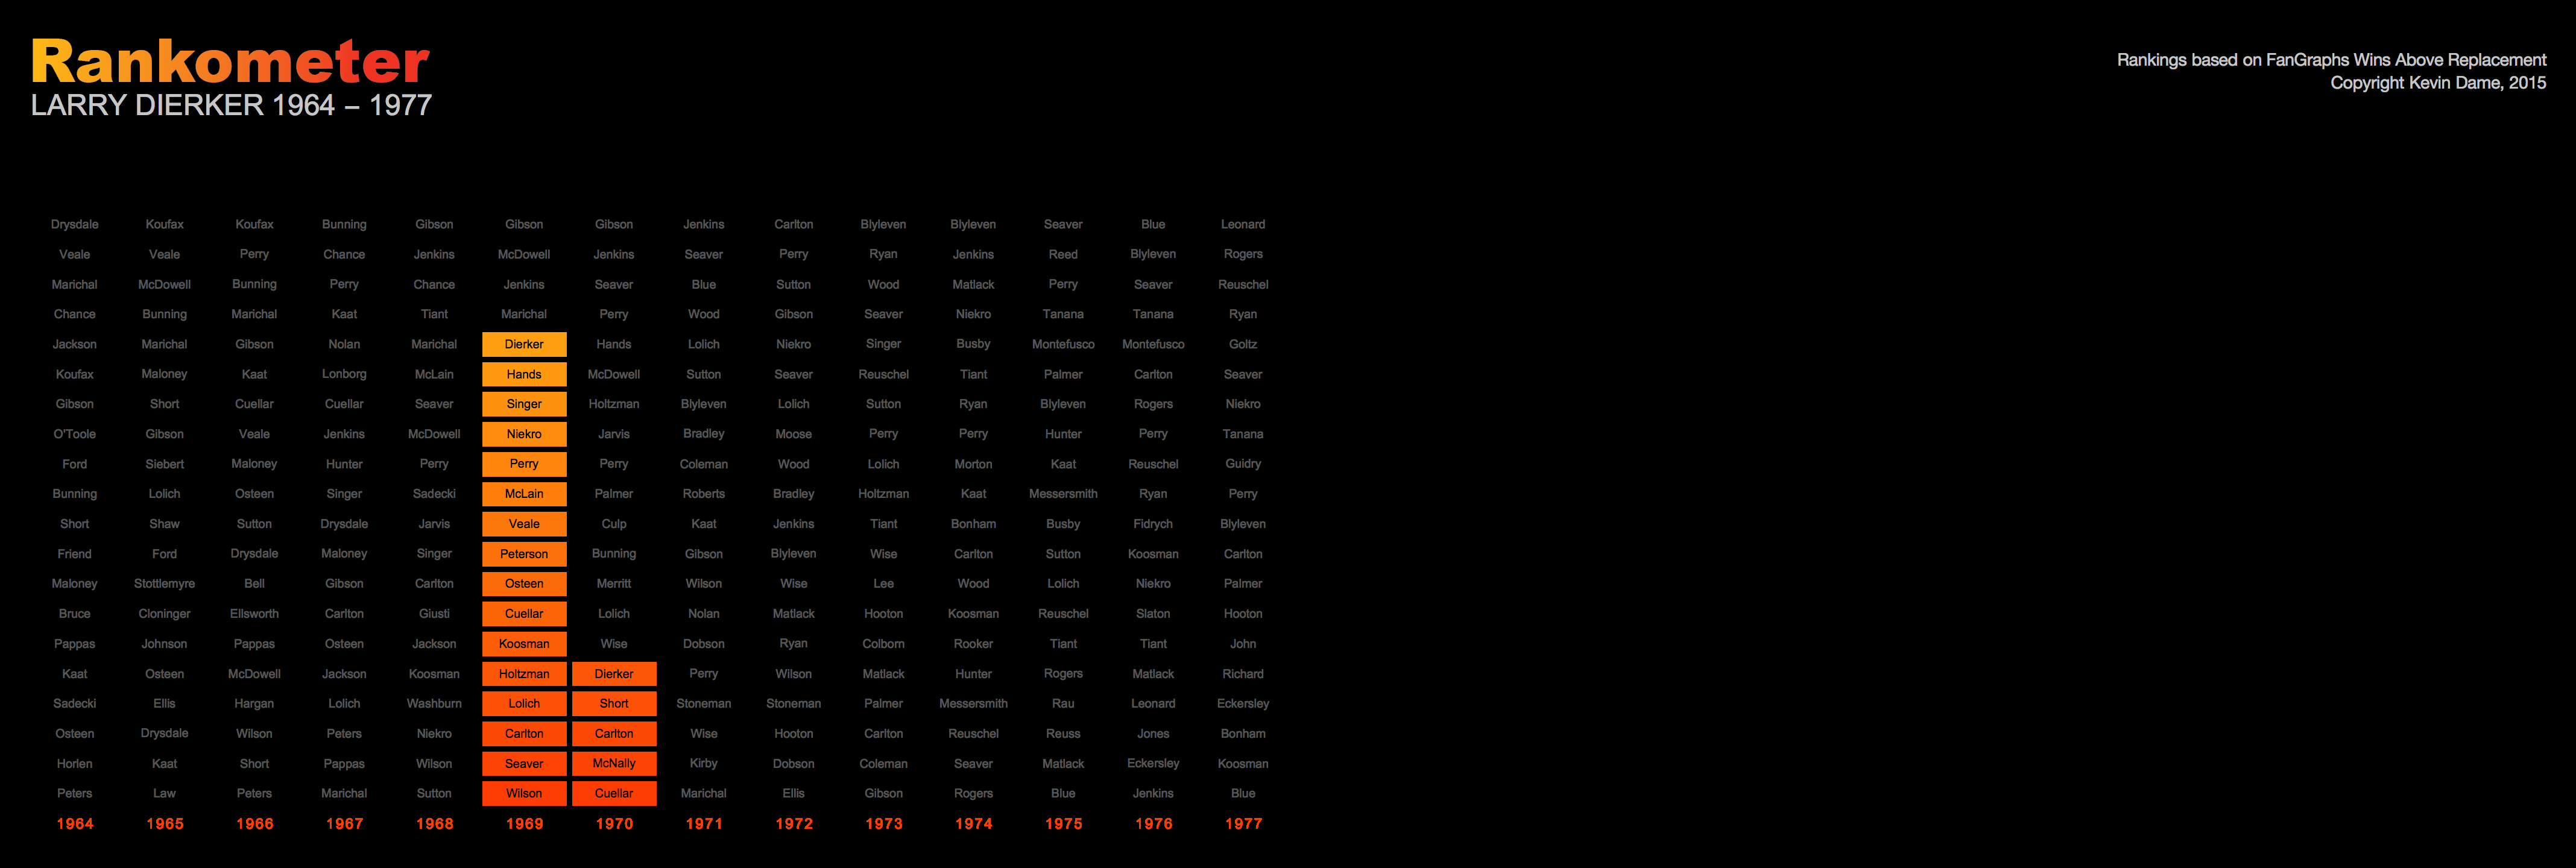 Rankometer
LARRY DIERKER 1964 – 1977
Rankings based on FanGraphs Wins Above Replacement
Copyright Kevin Dame, 2015
Drysdale Koufax Koufax Bunning Gibson Gibson Gibson Jenkins Carlton Blyleven Blyleven Seaver Blue Leonard
Veale Veale Perry Chance Jenkins McDowell Jenkins Seaver Perry Ryan Jenkins Reed Blyleven Rogers
Marichal McDowell Bunning Perry Chance Jenkins Seaver Blue Sutton Wood Matlack Perry Seaver Reuschel
Chance Bunning Marichal Kaat Tiant Marichal Perry Wood Gibson Seaver Niekro Tanana Tanana Ryan
Jackson Marichal Gibson Nolan Marichal Dierker Hands Lolich Niekro Singer Busby Montefusco Montefusco Goltz
Koufax Maloney Kaat Lonborg McLain Hands McDowell Sutton Seaver Reuschel Tiant Palmer Carlton Seaver
Gibson Short Cuellar Cuellar Seaver Singer Holtzman Blyleven Lolich Sutton Ryan Blyleven Rogers Niekro
O'Toole Gibson Veale Jenkins McDowell Niekro Jarvis Bradley Moose Perry Perry Hunter Perry Tanana
Ford Siebert Maloney Hunter Perry Perry Perry Coleman Wood Lolich Morton Kaat Reuschel Guidry
Bunning Lolich Osteen Singer Sadecki McLain Palmer Roberts Bradley Holtzman Kaat Messersmith Ryan Perry
Short Shaw Sutton Drysdale Jarvis Veale Culp Kaat Jenkins Tiant Bonham Busby Fidrych Blyleven
Friend Ford Drysdale Maloney Singer Peterson Bunning Gibson Blyleven Wise Carlton Sutton Koosman Carlton
Maloney Stottlemyre Bell Gibson Carlton Osteen Merritt Wilson Wise Lee Wood Lolich Niekro Palmer
Bruce Cloninger Ellsworth Carlton Giusti Cuellar Lolich Nolan Matlack Hooton Koosman Reuschel Slaton Hooton
Pappas Johnson Pappas Osteen Jackson Koosman Wise Dobson Ryan Colborn Rooker Tiant Tiant John
Kaat Osteen McDowell Jackson Koosman Holtzman Dierker Perry Wilson Matlack Hunter Rogers Matlack Richard
Sadecki Ellis Hargan Lolich Washburn Lolich Short Stoneman Stoneman Palmer Messersmith Rau Leonard Eckersley
Osteen Drysdale Wilson Peters Niekro Carlton Carlton Wise Hooton Carlton Reuschel Reuss Jones Bonham
Horlen Kaat Short Pappas Wilson Seaver McNally Kirby Dobson Coleman Seaver Matlack Eckersley Koosman
Peters Law Peters Marichal Sutton Wilson Cuellar Marichal Ellis Gibson Rogers Blue Jenkins Blue
1964 1965 1966 1967 1968 1969 1970 1971 1972 1973 1974 1975 1976 1977